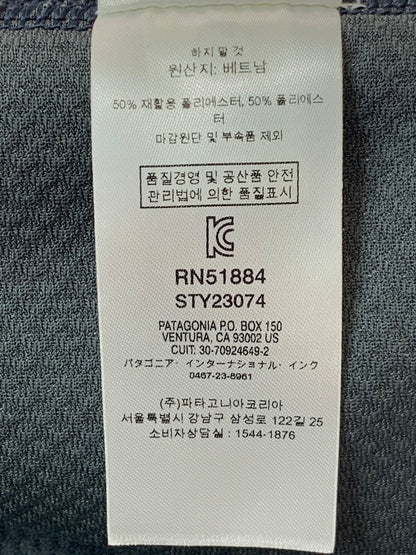 하지말 것
원산지: 베트남
50% 재활용 폴리에스터, 50% 폴리에스
터
마감원단 및 부속품 제외
품질경영 및 공산품 안전
관리법에 의한 품질표시
RN51884
STY23074
PATAGONIA P.O. BOX 150
VENTURA, CA 93002 US
CUIT: 30-70924649-2
パタゴニア・インターナショナル・インク
0467-23-8961
(주)파타고니아코리아
서울특별시 강남구 삼성로 122길 25
소비자상담실 : 1544-1876